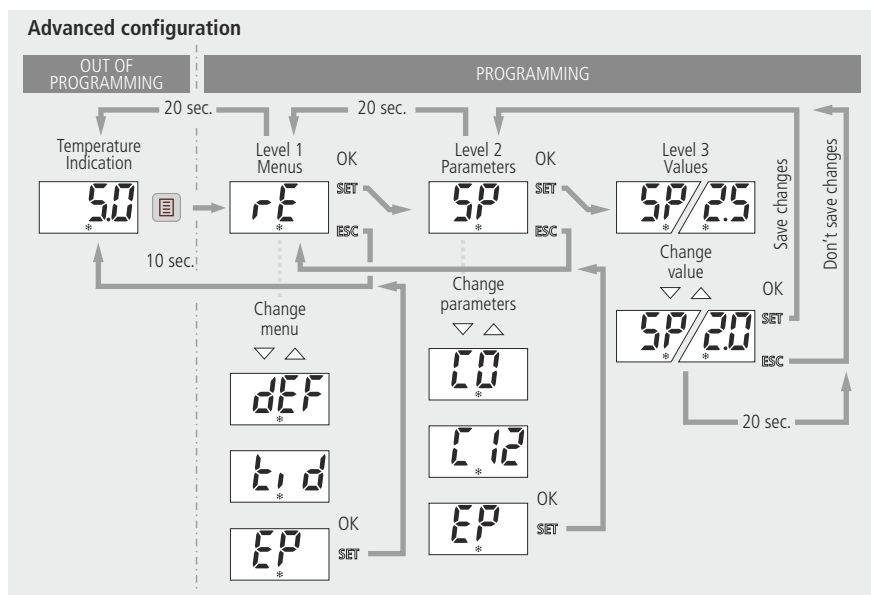 Advanced configuration
OUT OF
PROGRAMMING
PROGRAMMING
20 sec.
20 sec.
Temperature
Indication
Level 1
Menus
OK
Level 2
Parameters
OK
Level 3
Values
5.0
rE
SET
SP
SET
SP/2.5
ESC
ESC
Save changes
Don't save changes
10 sec.
Change
value
OK
Change
menu
Change
parameters
SP/2.0
SET
ESC
dEF
C0
20 sec.
tid
C12
EP
OK
SET
EP
OK
SET